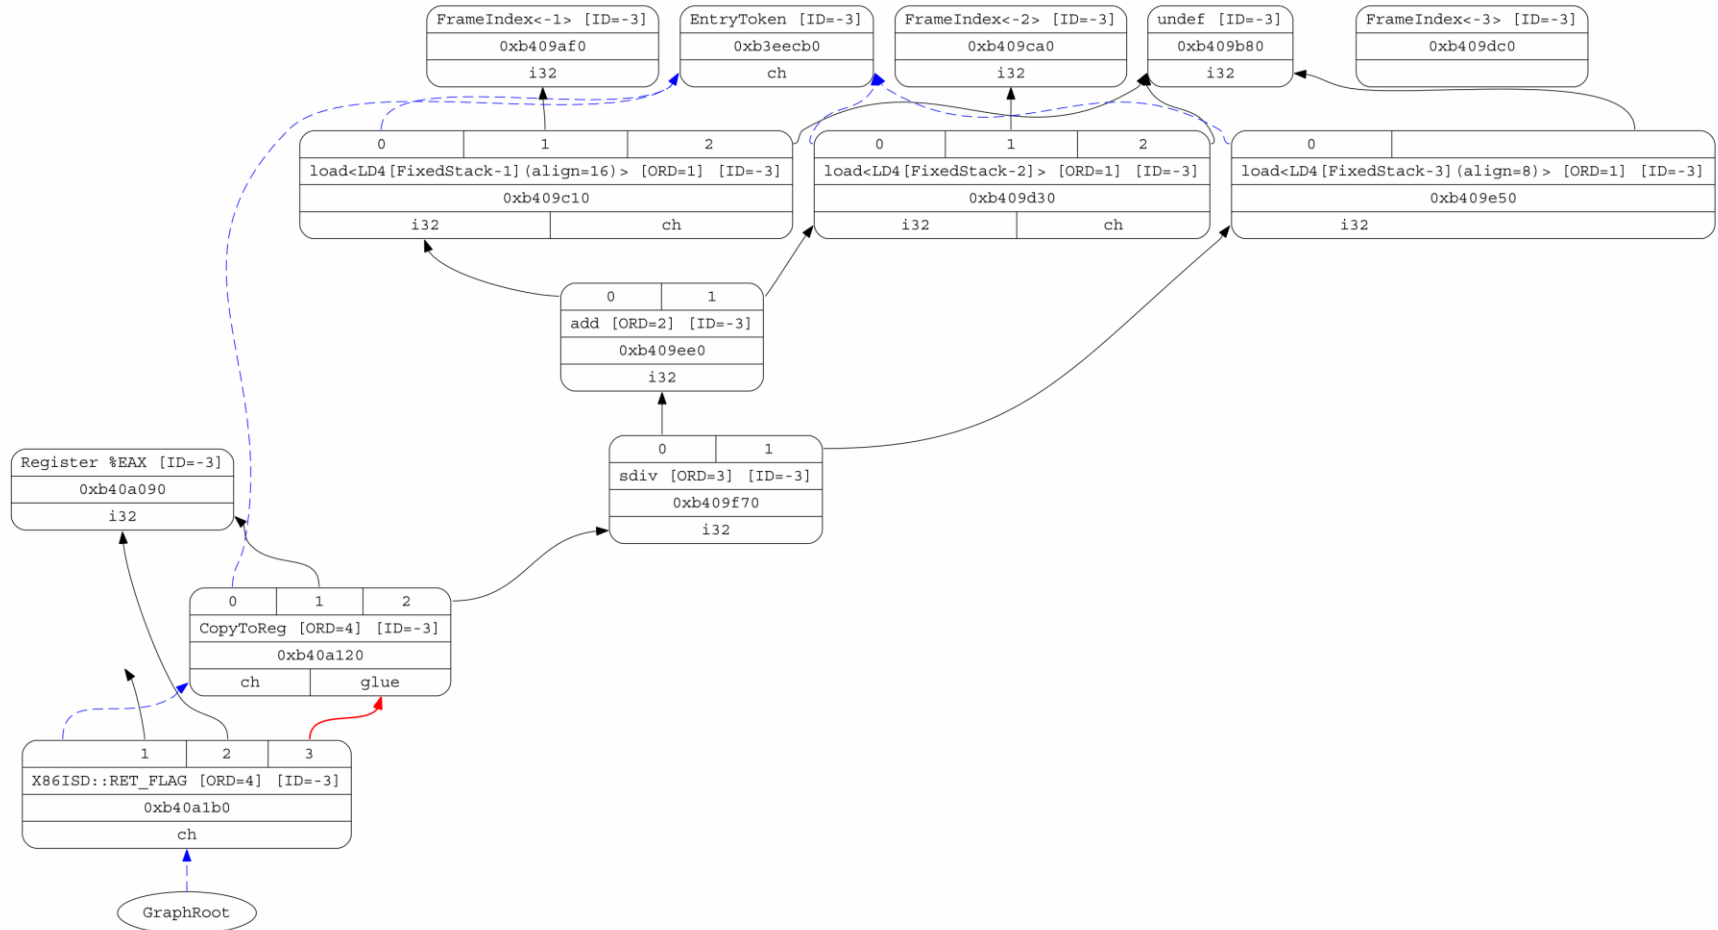 FrameIndex<-1> [ID=-3]
0xb409af0
i32
EntryToken [ID=-3]
0xb3eecb0
ch
FrameIndex<-2> [ID=-3]
0xb409ca0
i32
undef [ID=-3]
0xb409b80
i32
FrameIndex<-3> [ID=-3]
0xb409dc0
0 1 2
load<LD4[FixedStack-1](align=16)> [ORD=1] [ID=-3]
0xb409c10
i32 ch
0 1 2
load<LD4[FixedStack-2]> [ORD=1] [ID=-3]
0xb409d30
i32 ch
0
load<LD4[FixedStack-3](align=8)> [ORD=1] [ID=-3]
0xb409e50
i32
0 1
add [ORD=2] [ID=-3]
0xb409ee0
i32
0 1
sdiv [ORD=3] [ID=-3]
0xb409f70
i32
Register %EAX [ID=-3]
0xb40a090
i32
0 1 2
CopyToReg [ORD=4] [ID=-3]
0xb40a120
ch glue
1 2 3
X86ISD::RET_FLAG [ORD=4] [ID=-3]
0xb40a1b0
ch
GraphRoot